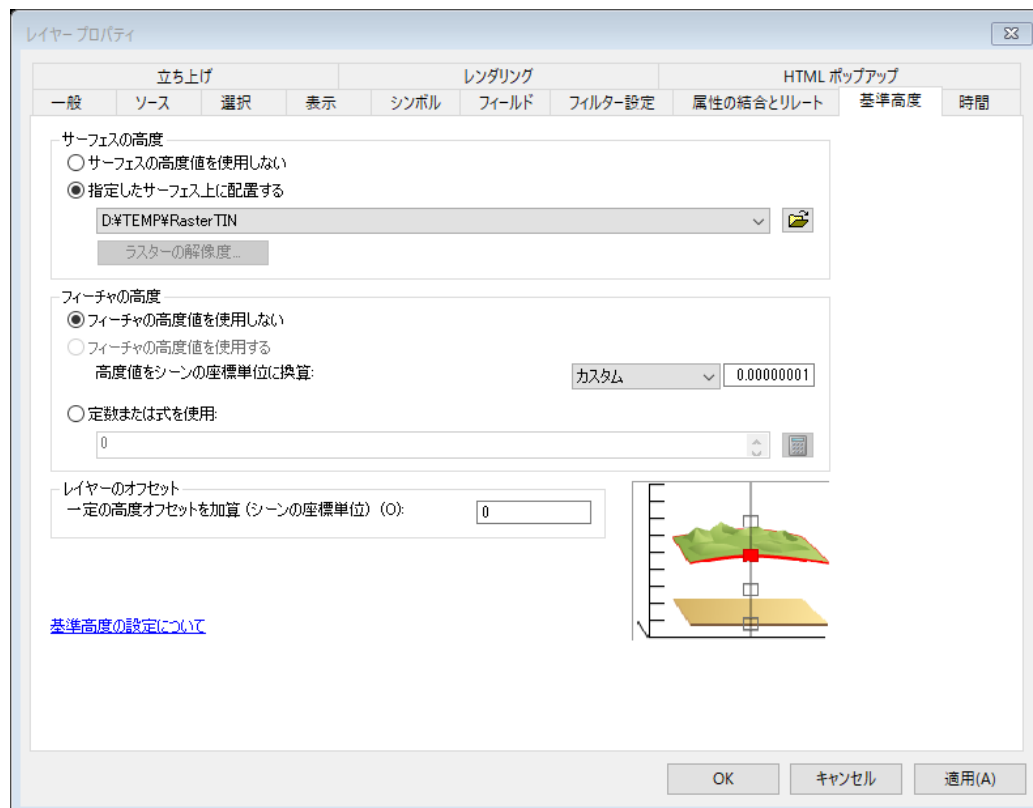 レイヤー プロパティ
立ち上げ レンダリング HTML ポップアップ
一般 ソース 選択 表示 シンボル フィールド フィルター設定 属性の結合とリレート 基準高度 時間
サーフェスの高度
サーフェスの高度値を使用しない
指定したサーフェス上に配置する
D:¥TEMP¥RasterTIN
ラスターの解像度...
フィーチャの高度
フィーチャの高度値を使用しない
フィーチャの高度値を使用する
高度値をシーンの座標単位に換算: カスタム 0.00000001
定数または式を使用:
0
レイヤーのオフセット
一定の高度オフセットを加算 (シーンの座標単位) (O): 0
基準高度の設定について
OK キャンセル 適用(A)